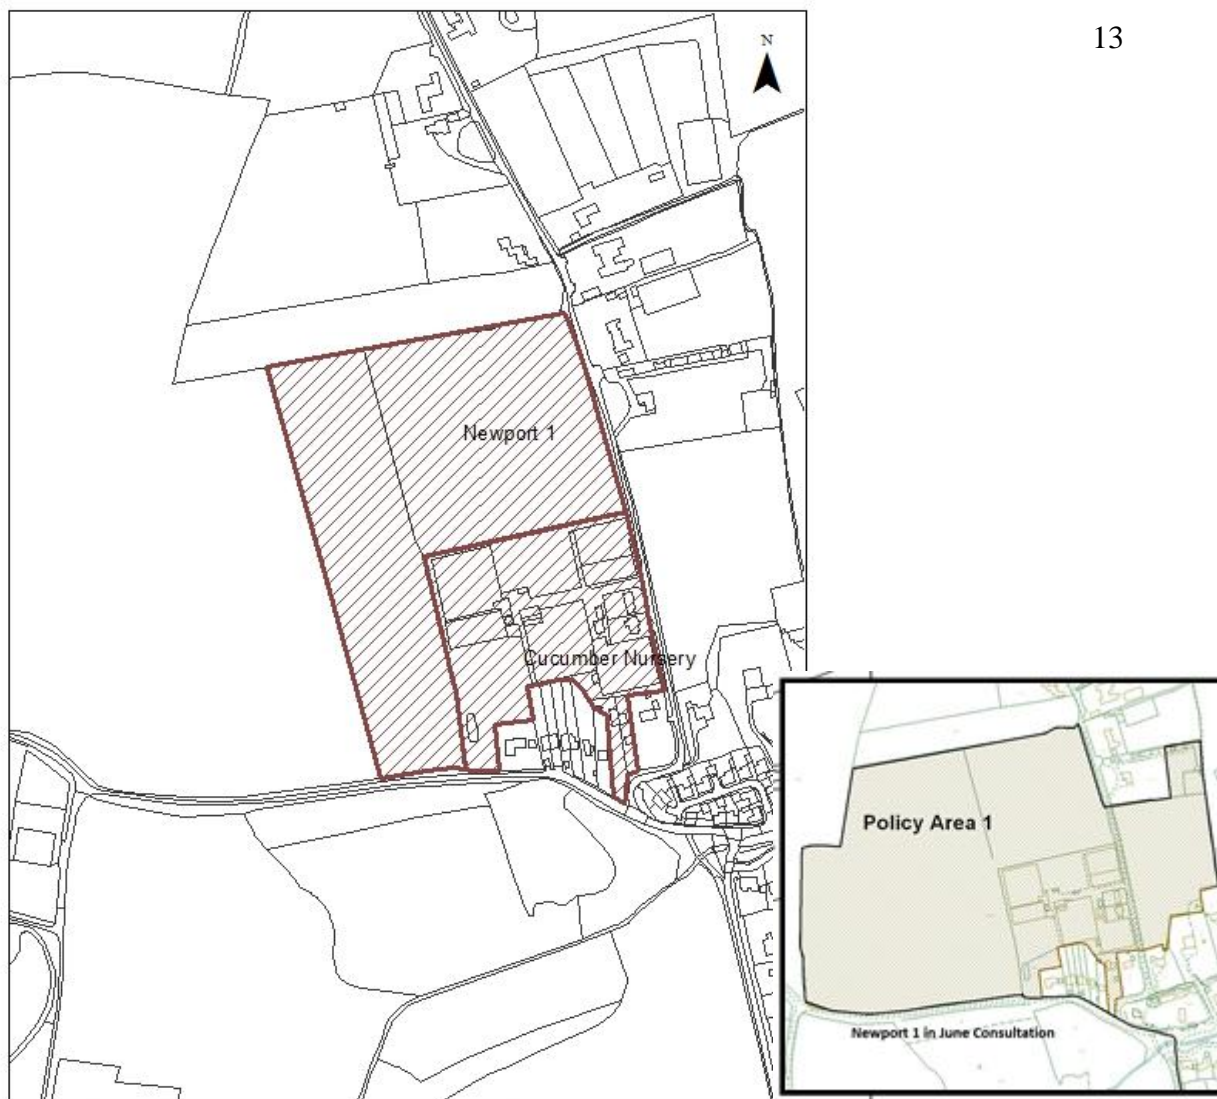 13
N
Newport 1
Cucumber Nursery
Policy Area 1
Newport 1 in June Consultation